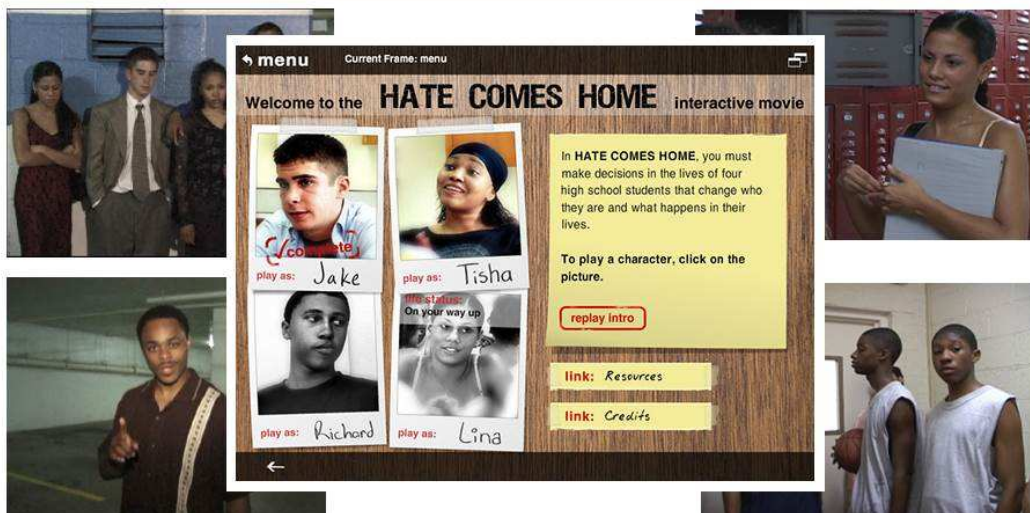 menu Current Frame: menu
Welcome to the HATE COMES HOME interactive movie
complete
play as: Jake
play as: Tisha
life status:
On your way up
play as: Richard
play as: Lina
In HATE COMES HOME, you must
make decisions in the lives of four
high school students that change who
they are and what happens in their
lives.
To play a character, click on the
picture.
replay intro
link: Resources
link: Credits